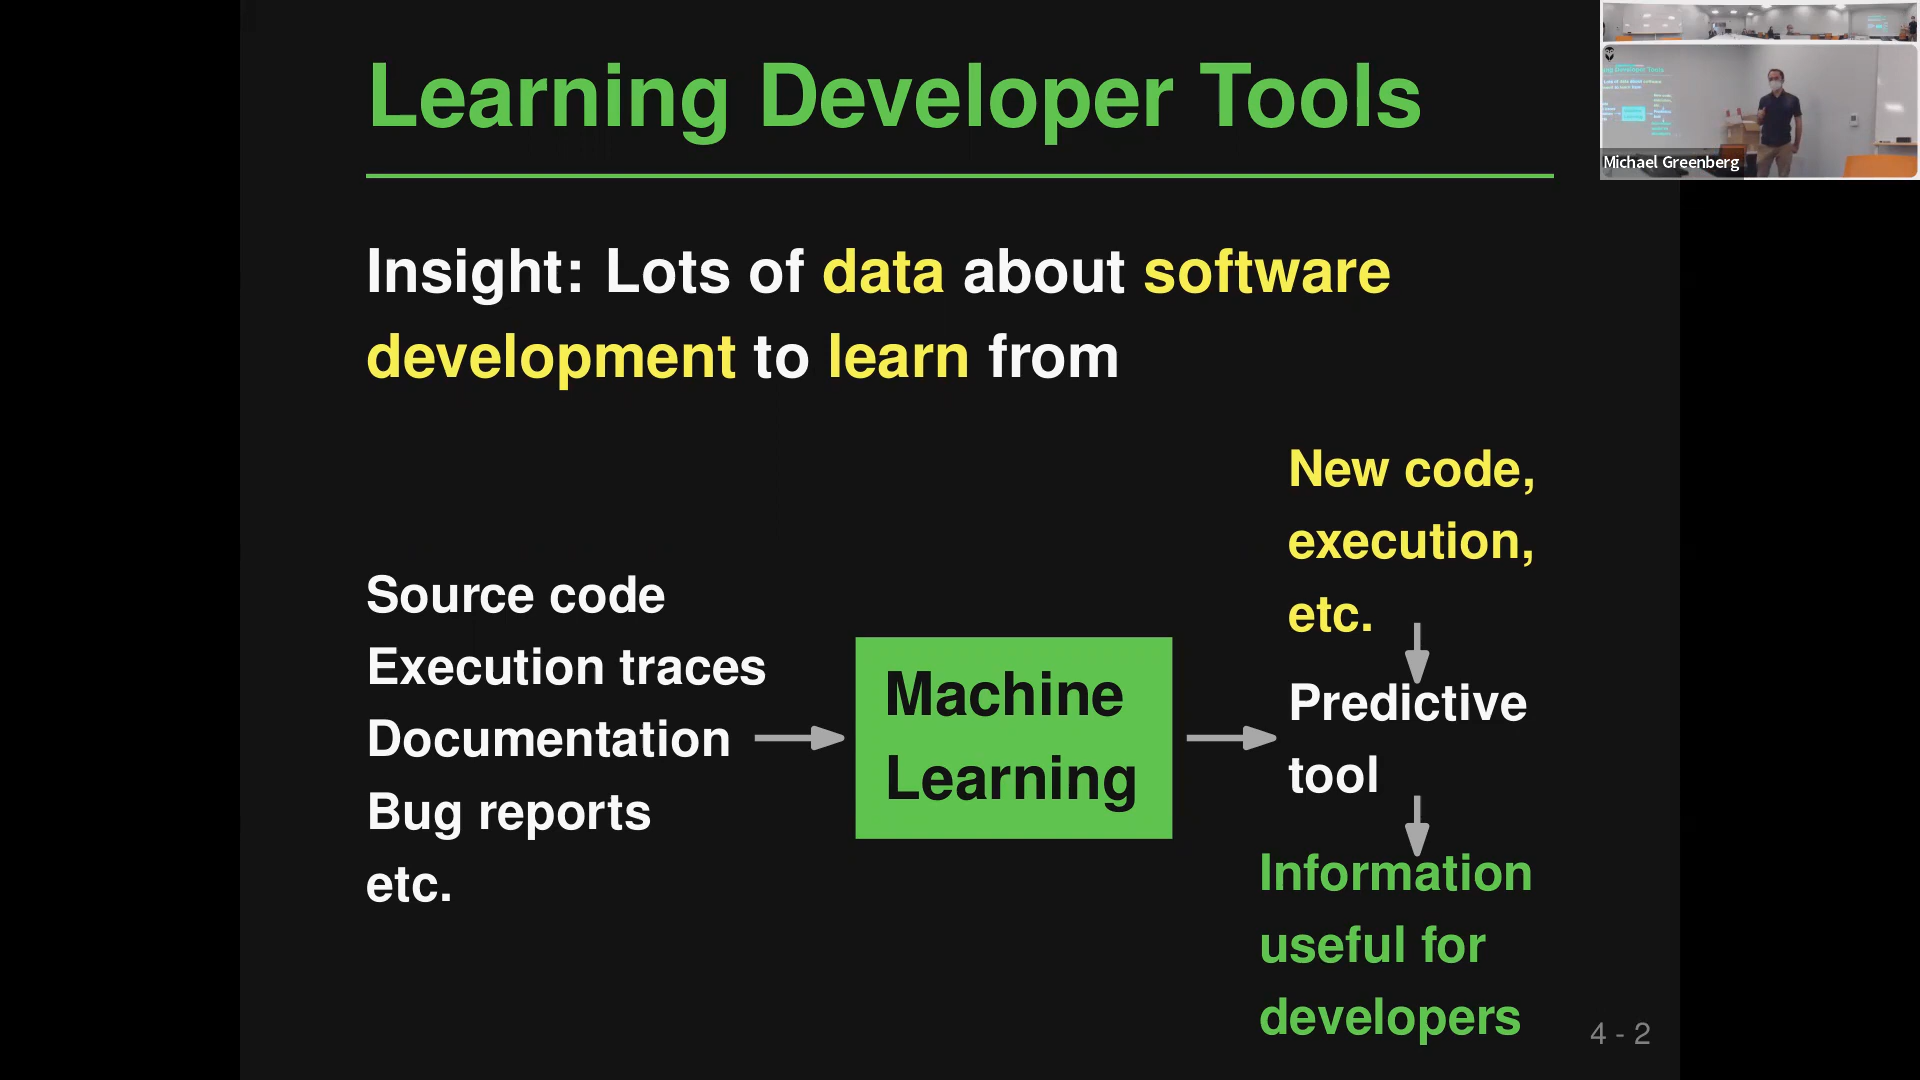 Learning Developer Tools
Insight: Lots of data about software
development to learn from
Source code
Execution traces
Documentation
Bug reports
etc.
Machine
Learning
New code,
execution,
etc.
Predictive
tool
Information
useful for
developers
4 - 2
Michael Greenberg